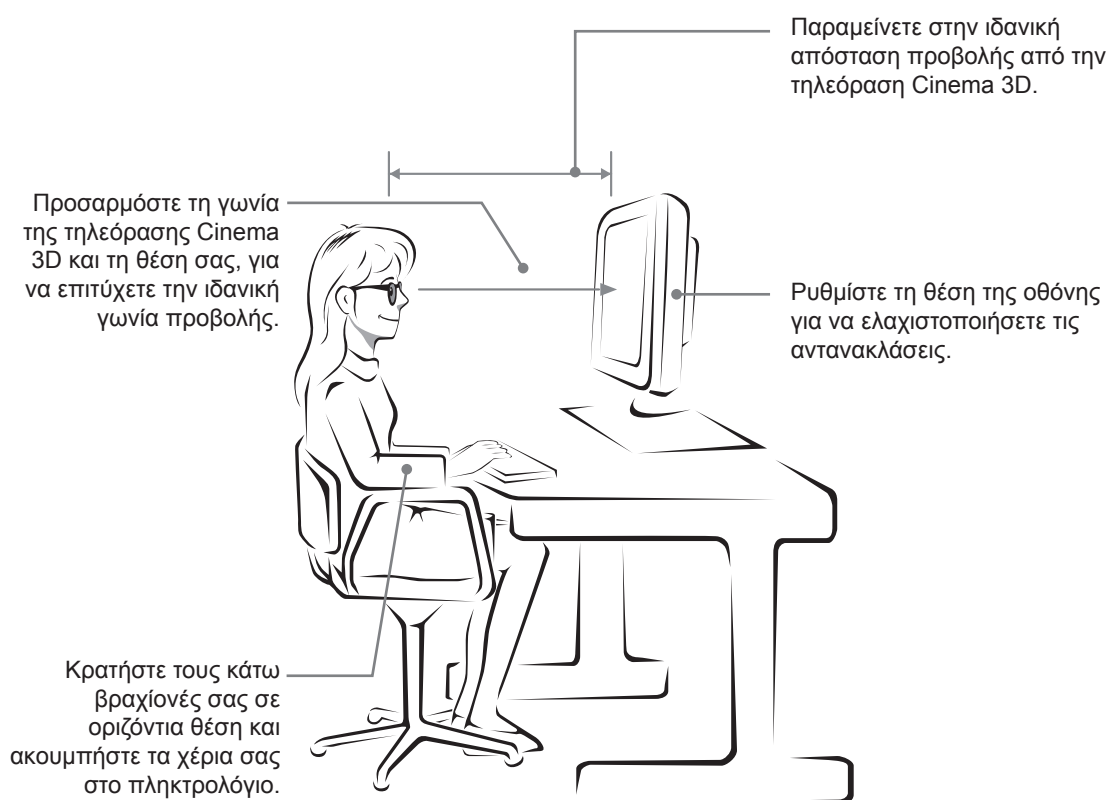 Παραμείνετε στην ιδανική
απόσταση προβολής από την
τηλεόραση Cinema 3D.
Προσαρμόστε τη γωνία
της τηλεόρασης Cinema
3D και τη θέση σας, για
να επιτύχετε την ιδανική
γωνία προβολής.
Ρυθμίστε τη θέση της οθόνης
για να ελαχιστοποιήσετε τις
αντανακλάσεις.
Κρατήστε τους κάτω
βραχίονές σας σε
οριζόντια θέση και
ακουμπήστε τα χέρια σας
στο πληκτρολόγιο.